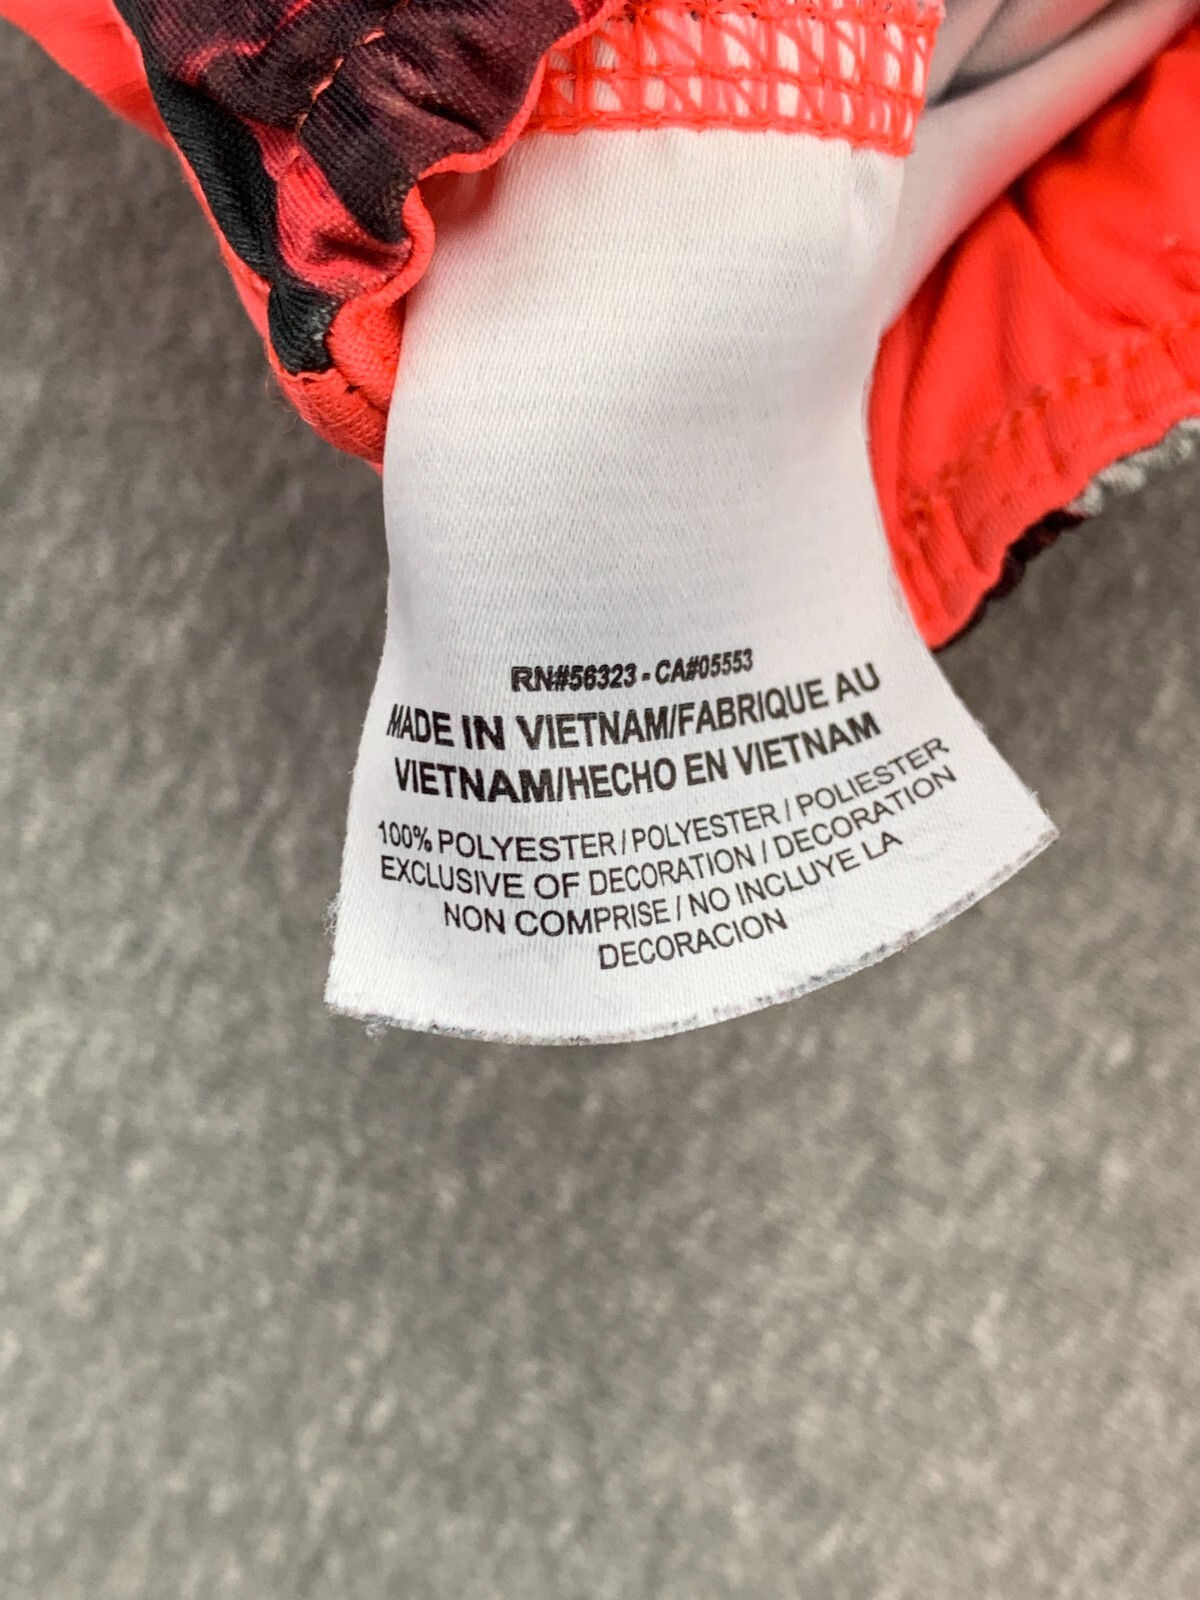 RN#56323 - CA#05553
MADE IN VIETNAM/FABRIQUE AU
VIETNAM/HECHO EN VIETNAM
100% POLYESTER / POLYESTER / POLIESTER
EXCLUSIVE OF DECORATION / DECORATION
NON COMPRISE / NO INCLUYE LA
DECORACION